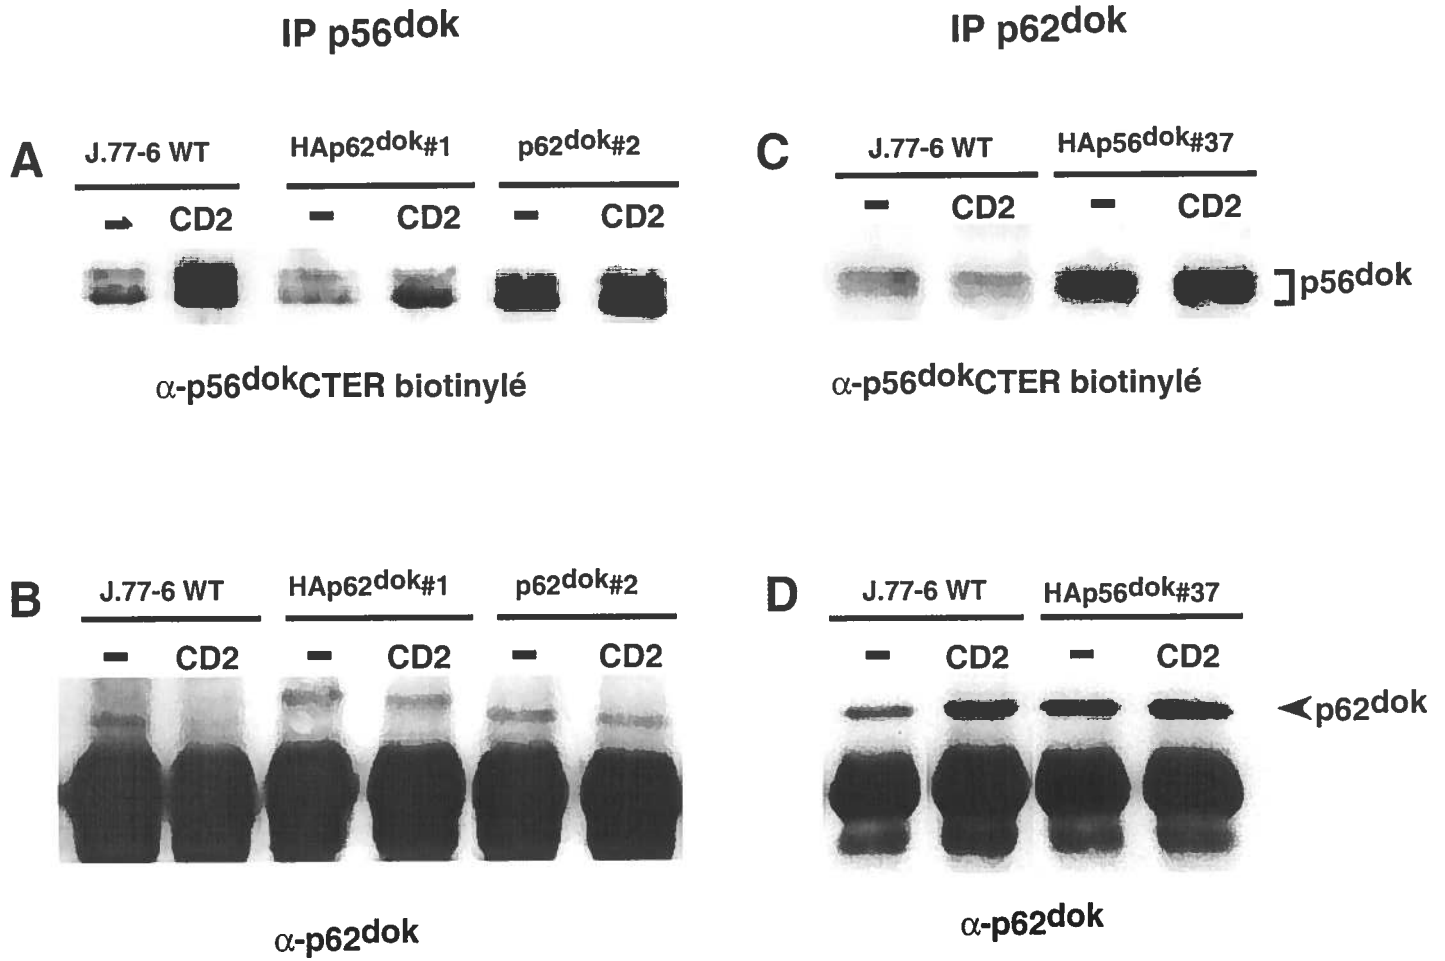 IP p56dok
IP p62dok
A
J.77-6 WT
HAp62dok#1
p62dok#2
- CD2 - CD2 - CD2
α-p56dokCTER biotinylé
C
J.77-6 WT
HAp56dok#37
- CD2 - CD2
p56dok
α-p56dokCTER biotinylé
B
J.77-6 WT
HAp62dok#1
p62dok#2
- CD2 - CD2 - CD2
α-p62dok
D
J.77-6 WT
HAp56dok#37
- CD2 - CD2
p62dok
α-p62dok